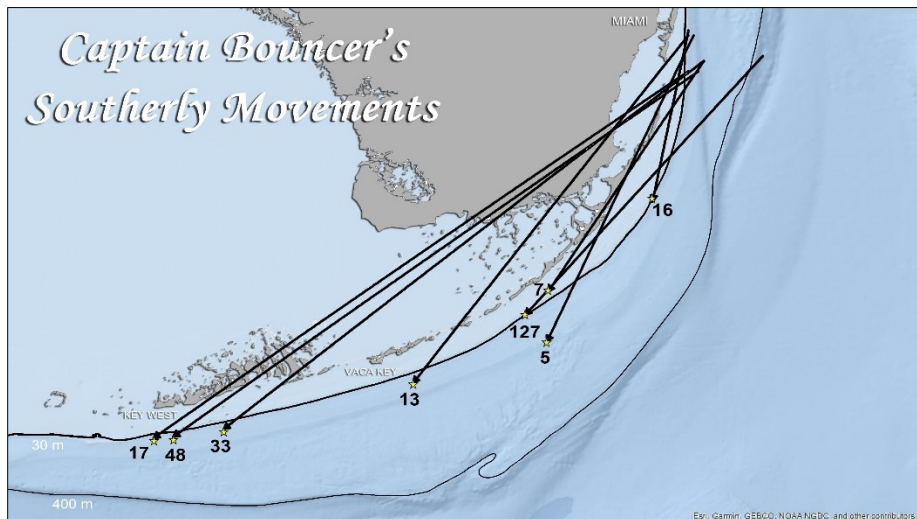 MIAMI
Captain Bouncer's
Southerly Movements
16
7
127
5
VACA KEY
13
KEY WEST
33
30 m
17
48
400 m
Esri, Garmin, GEBCO, NOAA NGDC, and other contributors